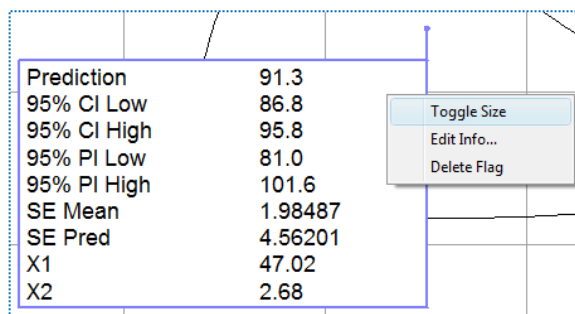 Prediction 91.3
95% CI Low 86.8
95% CI High 95.8
95% PI Low 81.0
95% PI High 101.6
SE Mean 1.98487
SE Pred 4.56201
X1 47.02
X2 2.68
Toggle Size
Edit Info...
Delete Flag